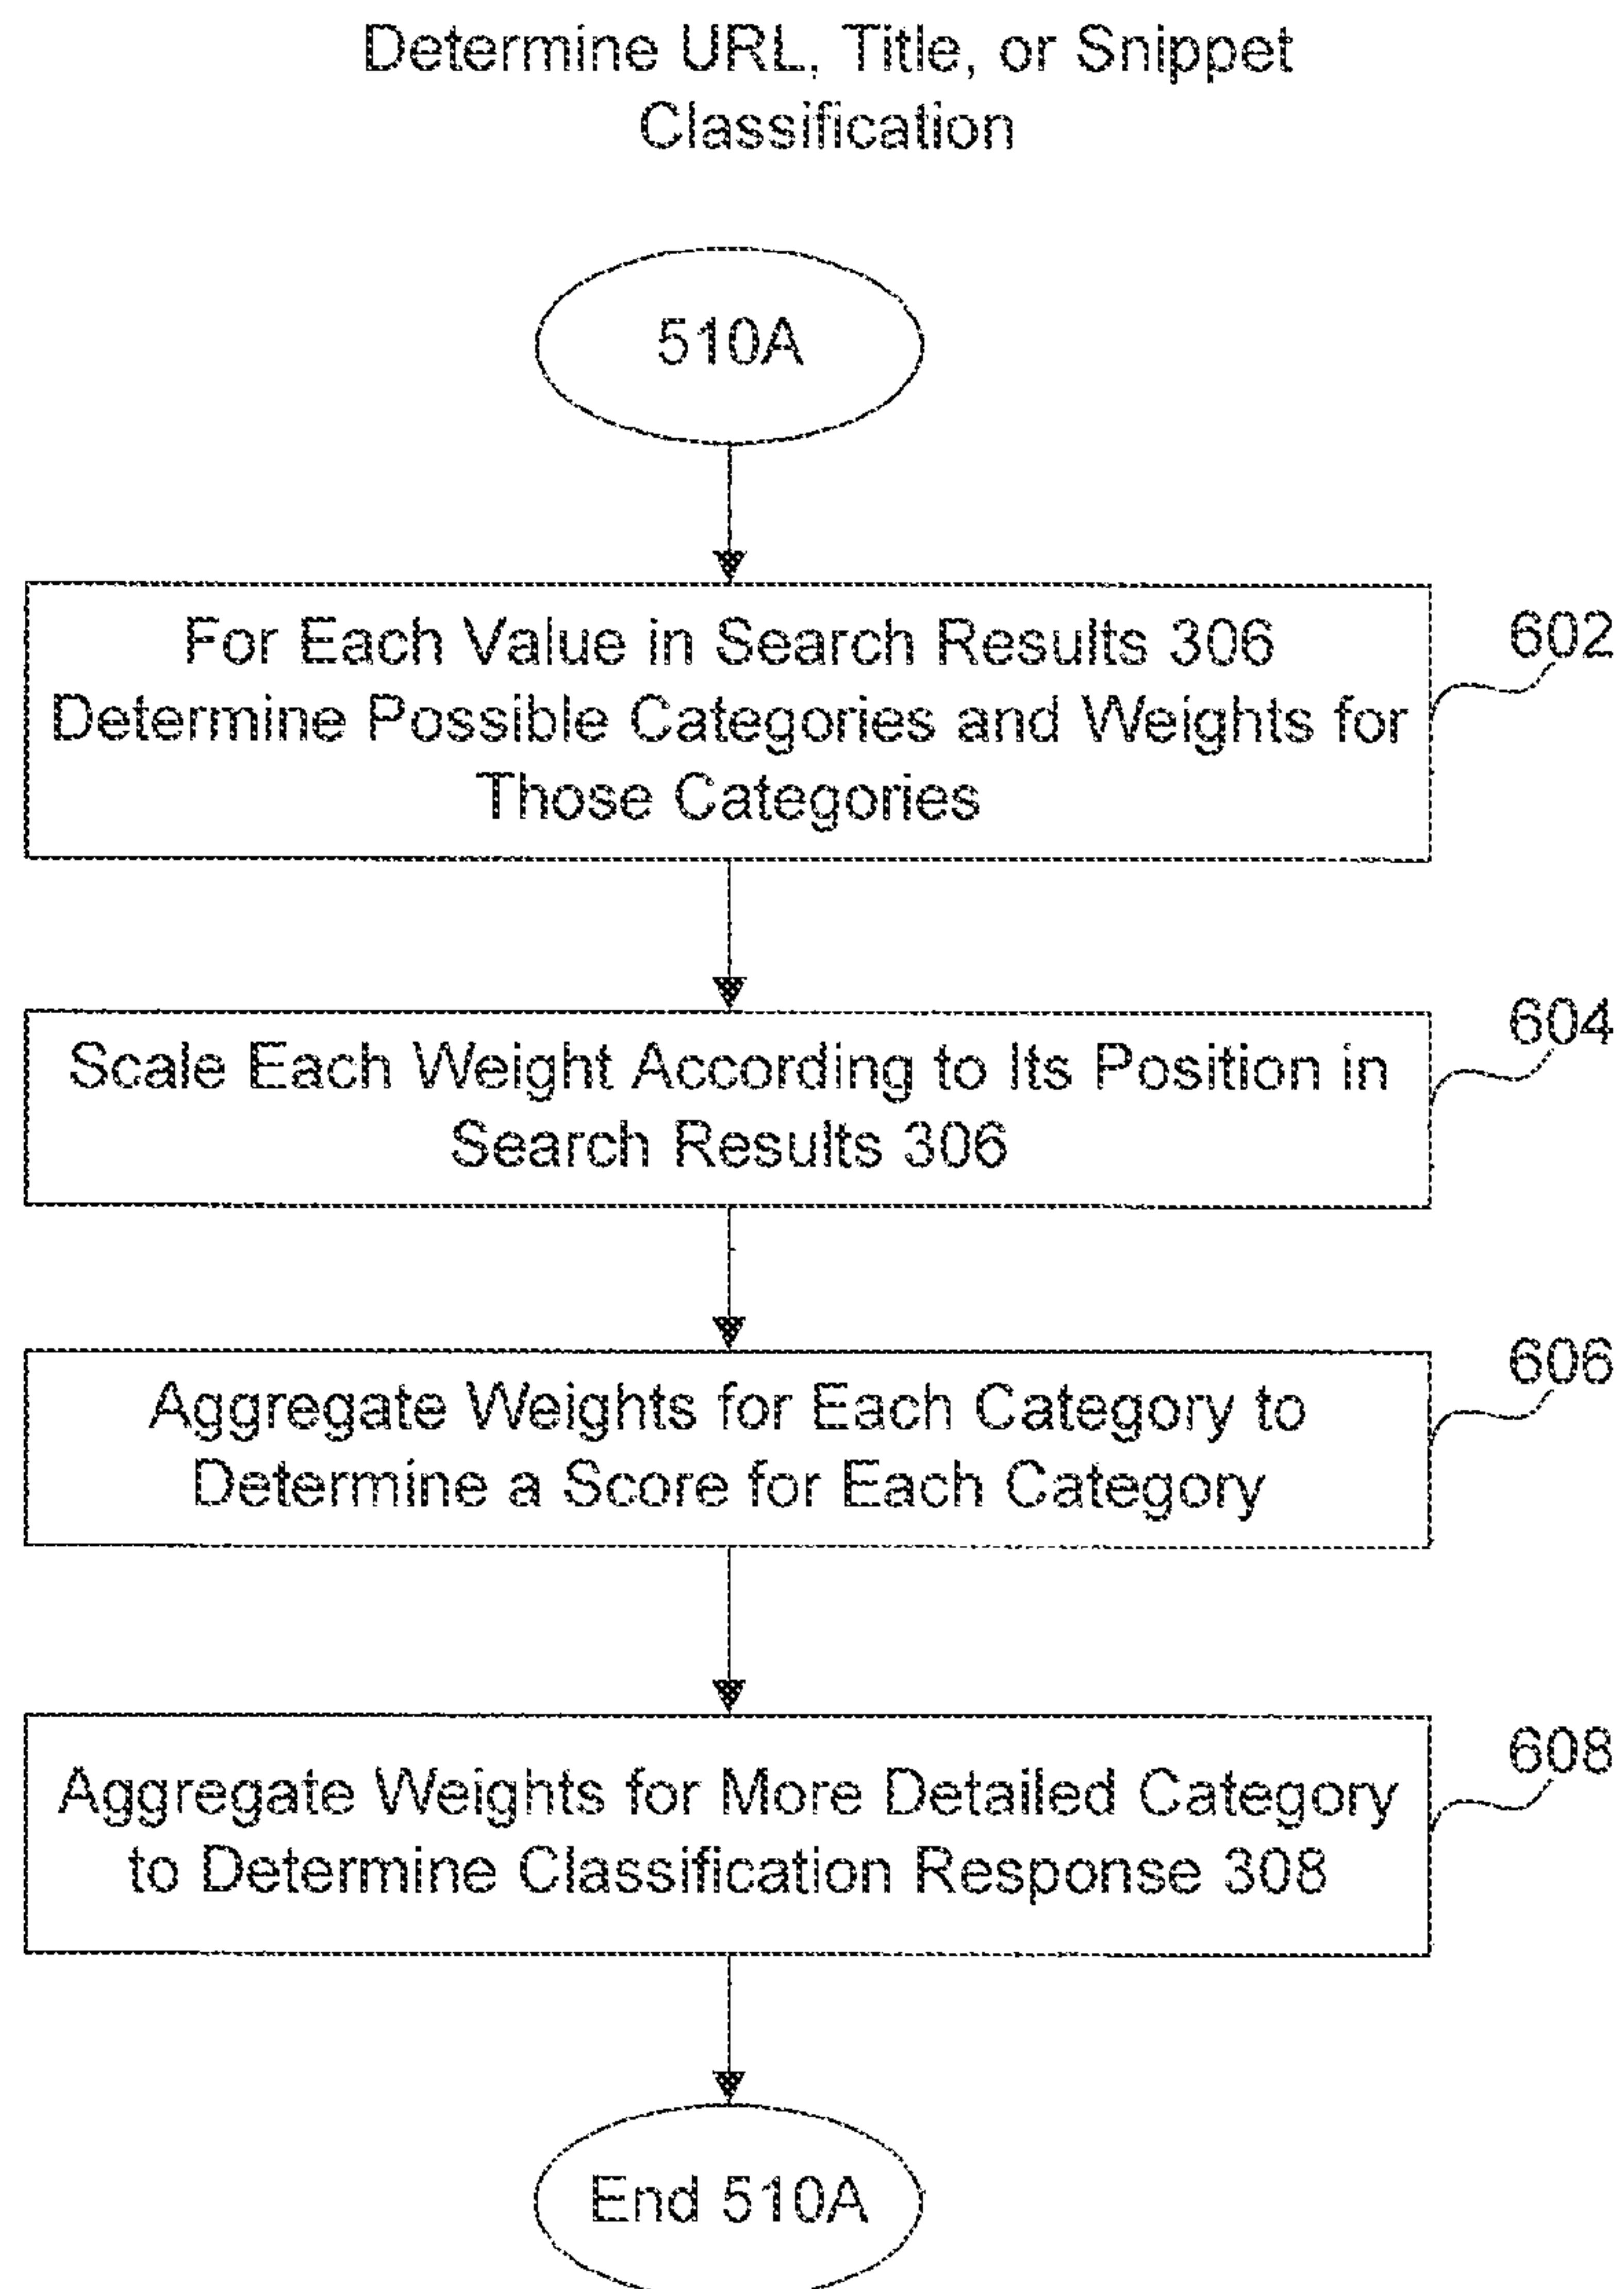 Determine URL, Title, or Snippet
Classification
510A
For Each Value in Search Results 306
Determine Possible Categories and Weights for
Those Categories
602
Scale Each Weight According to Its Position in
Search Results 306
604
Aggregate Weights for Each Category to
Determine a Score for Each Category
606
Aggregate Weights for More Detailed Category
to Determine Classification Response 308
608
End 510A